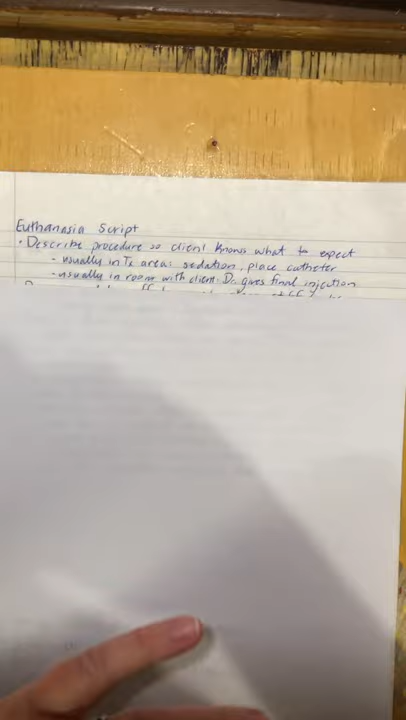 Euthanasia Script
• Describe procedure so client knows what to expect
- usually in Tx area: sedation, place catheter
- usually in room with client: Dr. gives final injection